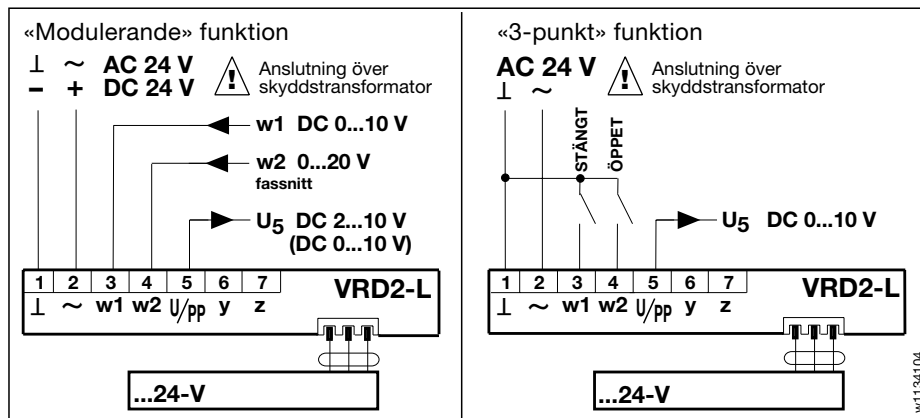 «Modulerande» funktion
⊥ ~ AC 24 V
– + DC 24 V
Anslutning över
skyddstransformator
w1 DC 0...10 V
w2 0...20 V
fassnitt
U5 DC 2...10 V
(DC 0...10 V)
1 2 3 4 5 6 7
VRD2-L
⊥ ~ w1 w2 U/pp y z
...24-V
«3-punkt» funktion
AC 24 V
⊥ ~
Anslutning över
skyddstransformator
STÄNGT
ÖPPET
U5 DC 0...10 V
1 2 3 4 5 6 7
VRD2-L
⊥ ~ w1 w2 U/pp y z
...24-V
w1134104